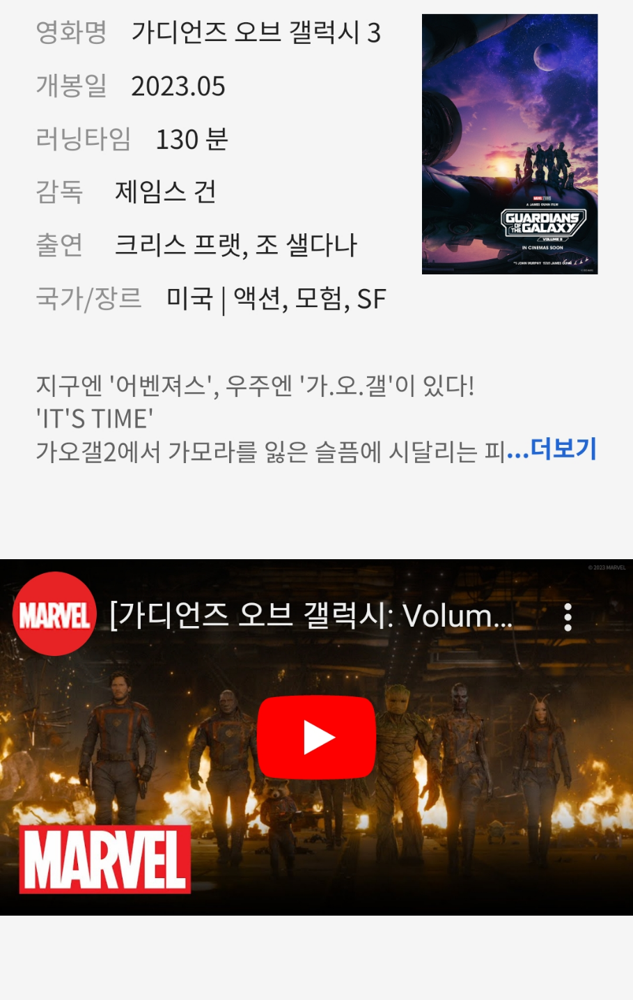 영화명 가디언즈 오브 갤럭시 3
개봉일 2023.05
러닝타임 130 분
감독 제임스 건
출연 크리스 프랫, 조 샐다나
국가/장르 미국 | 액션, 모험, SF
MARVEL STUDIOS
A JAMES GUNN FILM
GUARDIANS
OF THE GALAXY
VOLUME 3
IN CINEMAS SOON
지구엔 '어벤져스', 우주엔 '가.오.갤'이 있다!
'IT'S TIME'
가오갤2에서 가모라를 잃은 슬픔에 시달리는 피...더보기
© 2023 MARVEL
MARVEL
[가디언즈 오브 갤럭시: Volum...
MARVEL